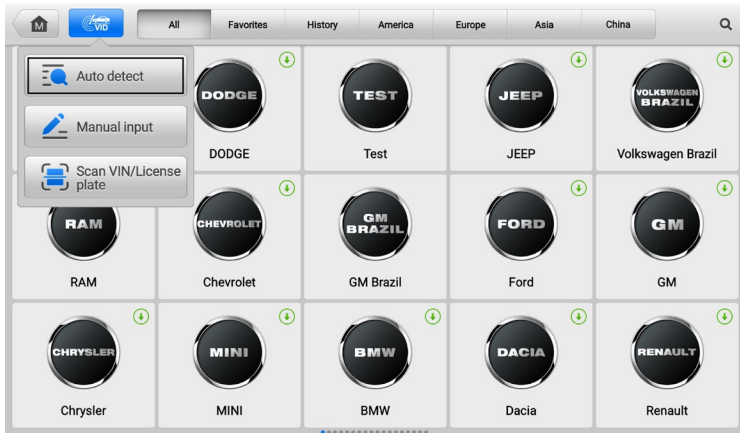 M
VID
All
Favorites
History
America
Europe
Asia
China
Auto detect
Manual input
Scan VIN/License
plate
DODGE
TEST
JEEP
VOLKSWAGEN
BRAZIL
DODGE
Test
JEEP
Volkswagen Brazil
RAM
CHEVROLET
GM
BRAZIL
FORD
GM
RAM
Chevrolet
GM Brazil
Ford
GM
CHRYSLER
MINI
BMW
DACIA
RENAULT
Chrysler
MINI
BMW
Dacia
Renault